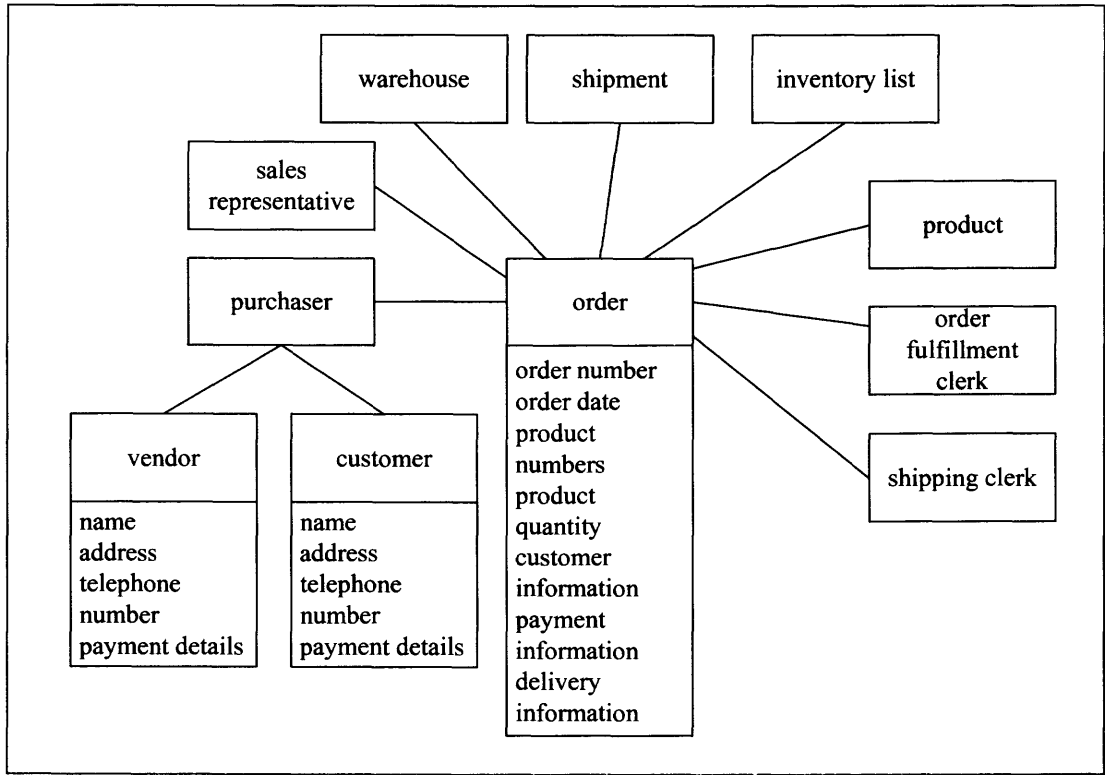 warehouse
shipment
inventory list
sales
representative
product
purchaser
order
order
fulfillment
clerk
vendor
customer
shipping clerk
name
address
telephone
number
payment details
name
address
telephone
number
payment details
order number
order date
product
numbers
product
quantity
customer
information
payment
information
delivery
information